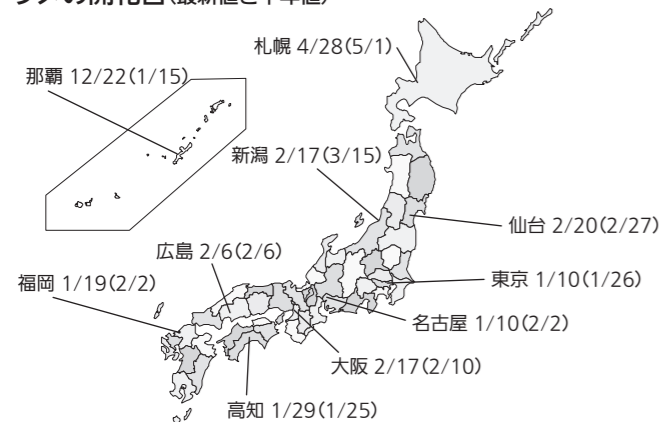 の開花日(最新値と平年値)
札幌 4/28(5/1)
那覇 12/22(1/15)
新潟 2/17(3/15)
仙台 2/20(2/27)
広島 2/6(2/6)
福岡 1/19(2/2)
東京 1/10(1/26)
名古屋 1/10(2/2)
大阪 2/17(2/10)
高知 1/29(1/25)